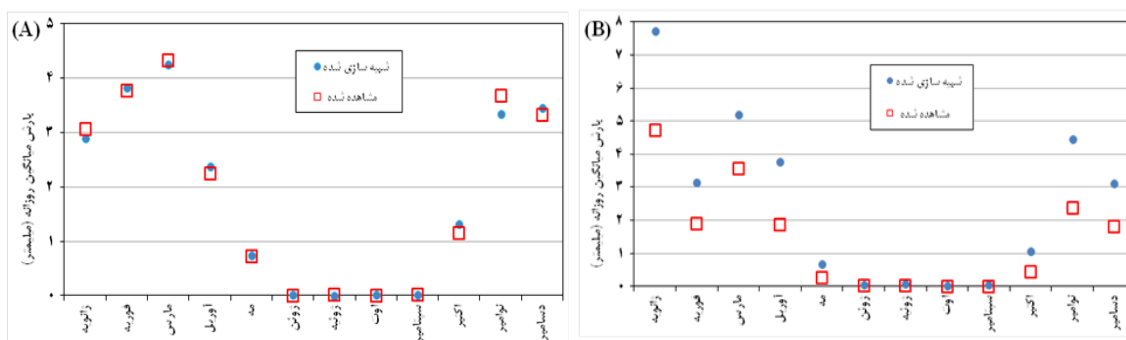 (A)
بارش میانگین روزانه (میلیمتر)
۵
۴
۳
۲
۱
۰
شبیه سازی شده
مشاهده شده
ژانویه
فوریه
مارس
آوریل
مه
ژوئن
ژوئیه
اوت
سپتامبر
اکتبر
نوامبر
دسامبر
(B)
بارش میانگین روزانه (میلیمتر)
۸
۷
۶
۵
۴
۳
۲
۱
۰
شبیه سازی شده
مشاهده شده
ژانویه
فوریه
مارس
آوریل
مه
ژوئن
ژوئیه
اوت
سپتامبر
اکتبر
نوامبر
دسامبر